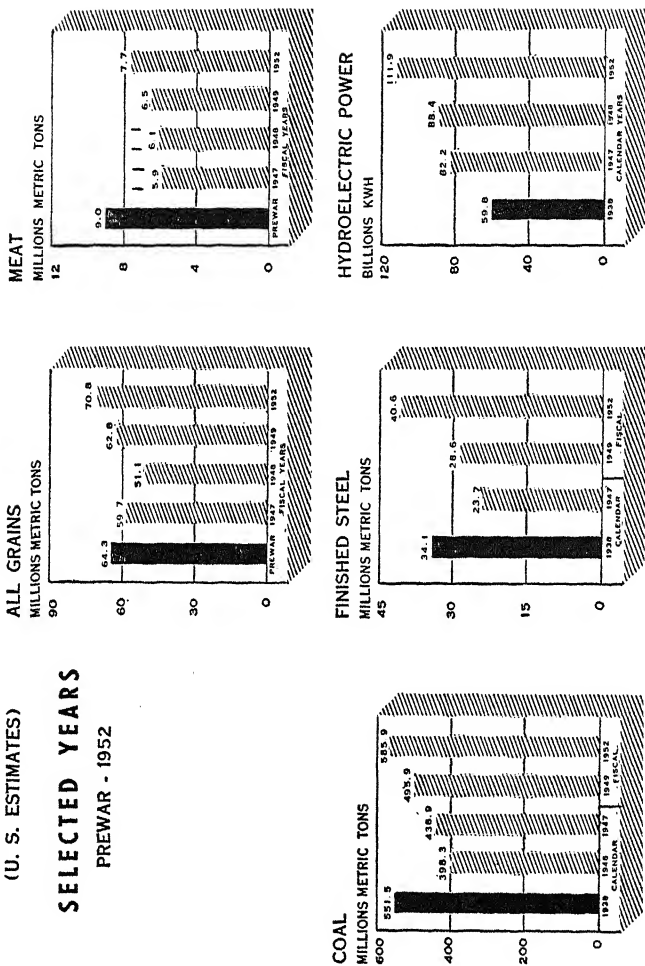 (U. S. ESTIMATES)
SELECTED YEARS
PREWAR - 1952
ALL GRAINS
MILLIONS METRIC TONS
90
60
30
0
64.3
59.7
51.1
62.8
70.8
PREWAR 1947 1948 1949 1952
FISCAL YEARS
MEAT
MILLIONS METRIC TONS
12
8
4
0
9.0
5.9
6.1
6.5
7.7
PREWAR 1947 1948 1949 1952
FISCAL YEARS
COAL
MILLIONS METRIC TONS
600
400
200
0
551.5
398.3
438.9
495.9
585.9
1938 1946 1947 1949 1952
CALENDAR FISCAL
FINISHED STEEL
MILLIONS METRIC TONS
45
30
15
0
34.1
23.7
28.6
40.6
1938 1947 1949 1952
CALENDAR FISCAL
HYDROELECTRIC POWER
BILLIONS KWH
120
80
40
0
59.8
82.2
88.4
111.9
1938 1947 1948 1952
CALENDAR YEARS